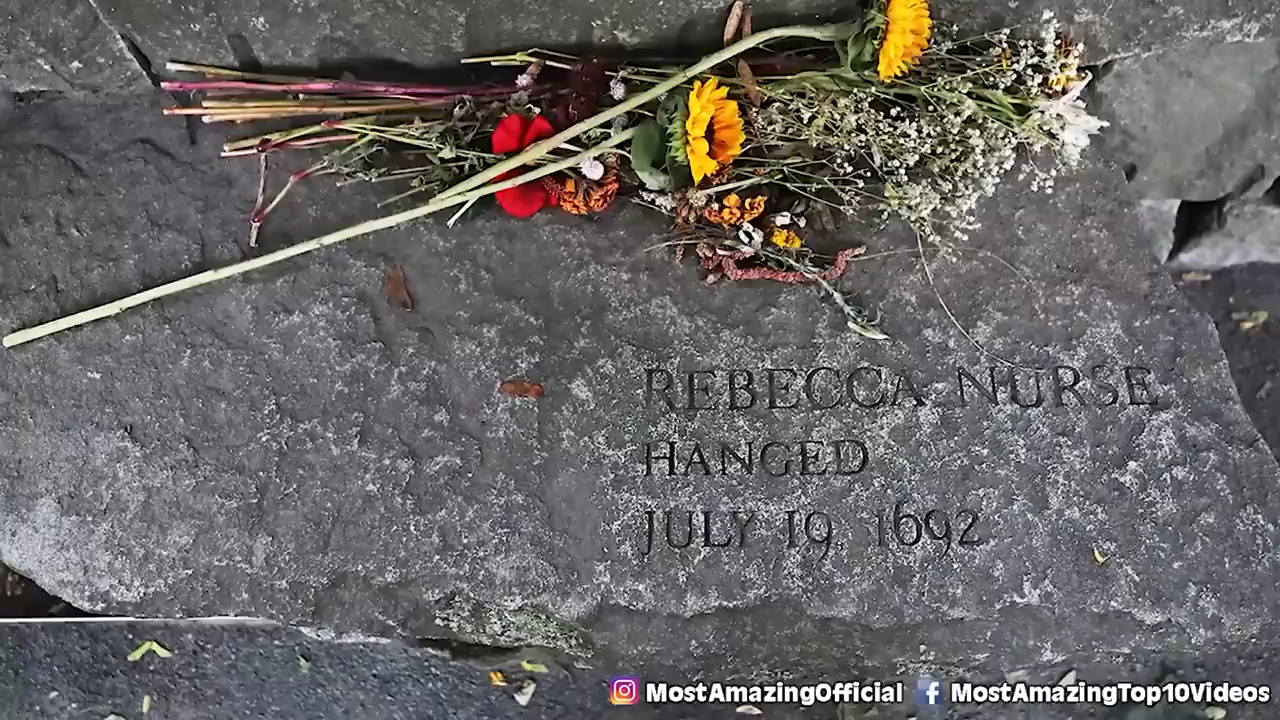 REBECCA NURSE
HANGED
JULY 19, 1692
MostAmazingOfficial MostAmazingTop10Videos